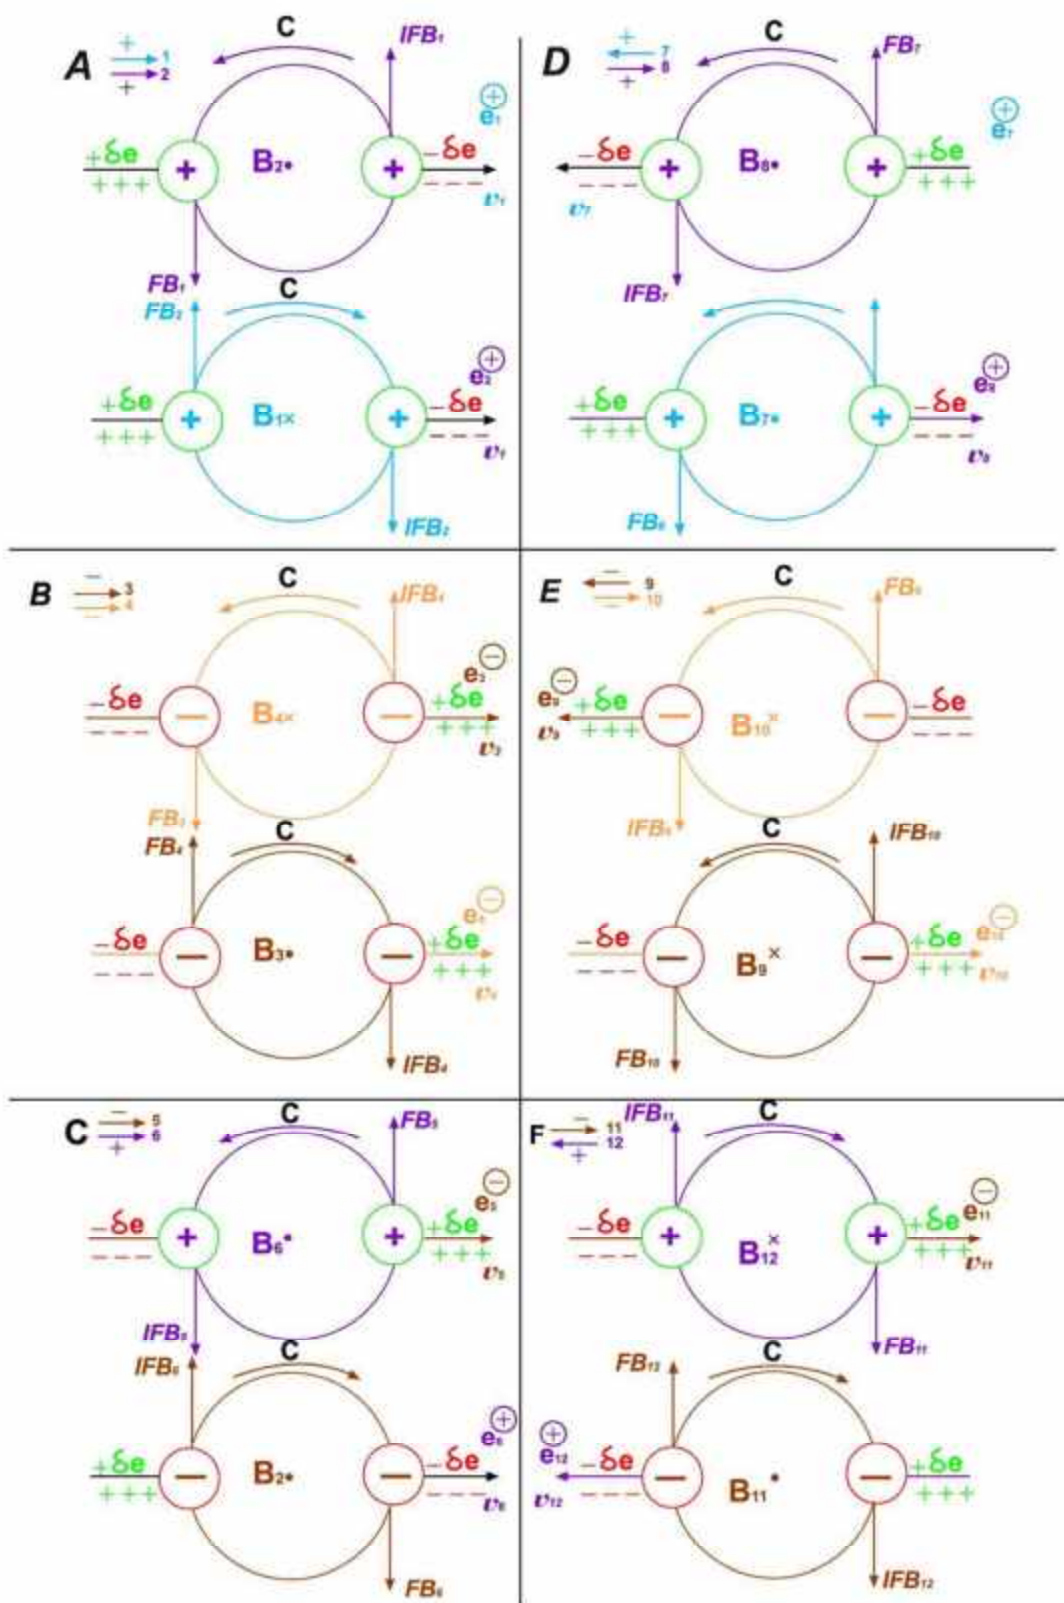 A
+
1
2
+
C
IFB₁
e₁ +
+δe
+++
+
B₂•
+
−δe
−−−
v₁
FB₁
FB₂
C
e₂ +
+δe
+++
+
B₁×
+
−δe
−−−
v₁
IFB₂
D
+
7
8
+
C
FB₇
e₇ +
−δe
−−−
v₇
+
B₈•
+
+δe
+++
IFB₇
e₈ +
+δe
+++
+
B₇•
+
−δe
−−−
v₈
FB₈
B
−
3
4
−
C
IFB₄
e₃ −
−δe
−−−
−
B₄×
−
+δe
+++
v₃
FB₃
FB₄
C
e₄ −
−δe
−−−
−
B₃•
−
+δe
+++
v₄
IFB₄
E
−
9
10
−
C
FB₉
e₉ −
+δe
+++
v₉
−
B₁₀×
−
−δe
−−−
IFB₉
C
IFB₁₀
−δe
−−−
−
B₉×
−
+δe
+++
e₁₀ −
v₁₀
FB₁₀
C
−
5
6
+
C
FB₅
e₅ −
−δe
−−−
+
B₆•
+
+δe
+++
v₅
IFB₅
IFB₆
C
e₆ +
+δe
+++
−
B₂•
−
−δe
−−−
v₆
FB₆
F
−
11
12
+
IFB₁₁
C
e₁₁ −
−δe
−−−
+
B₁₂×
+
+δe
+++
v₁₁
FB₁₁
FB₁₂
C
e₁₂ +
−δe
−−−
v₁₂
−
B₁₁•
−
+δe
+++
IFB₁₂